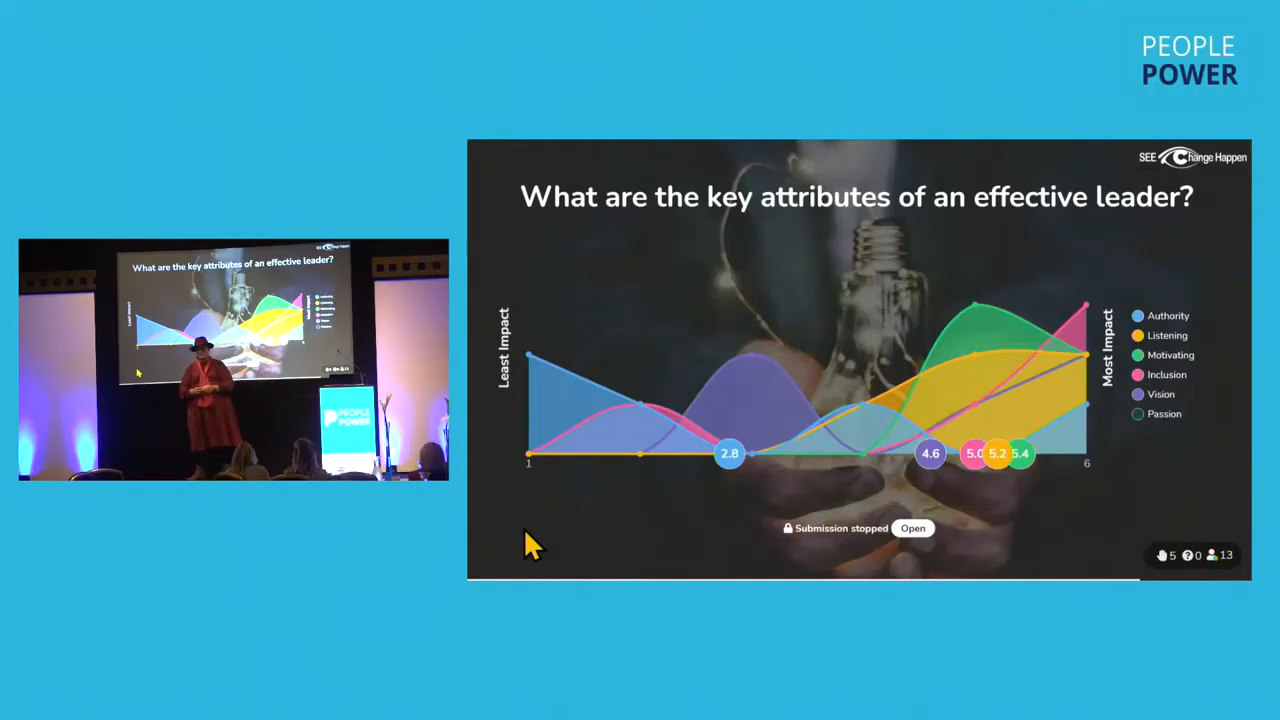 PEOPLE
POWER
SEE Change Happen
What are the key attributes of an effective leader?
What are the key attributes of an effective leader?
Least Impact
Most Impact
Authority
Listening
Motivating
Inclusion
Vision
Passion
2.8
4.6
5.0
5.2
5.4
1
6
Submission stopped Open
5 0 13
PEOPLE
POWER